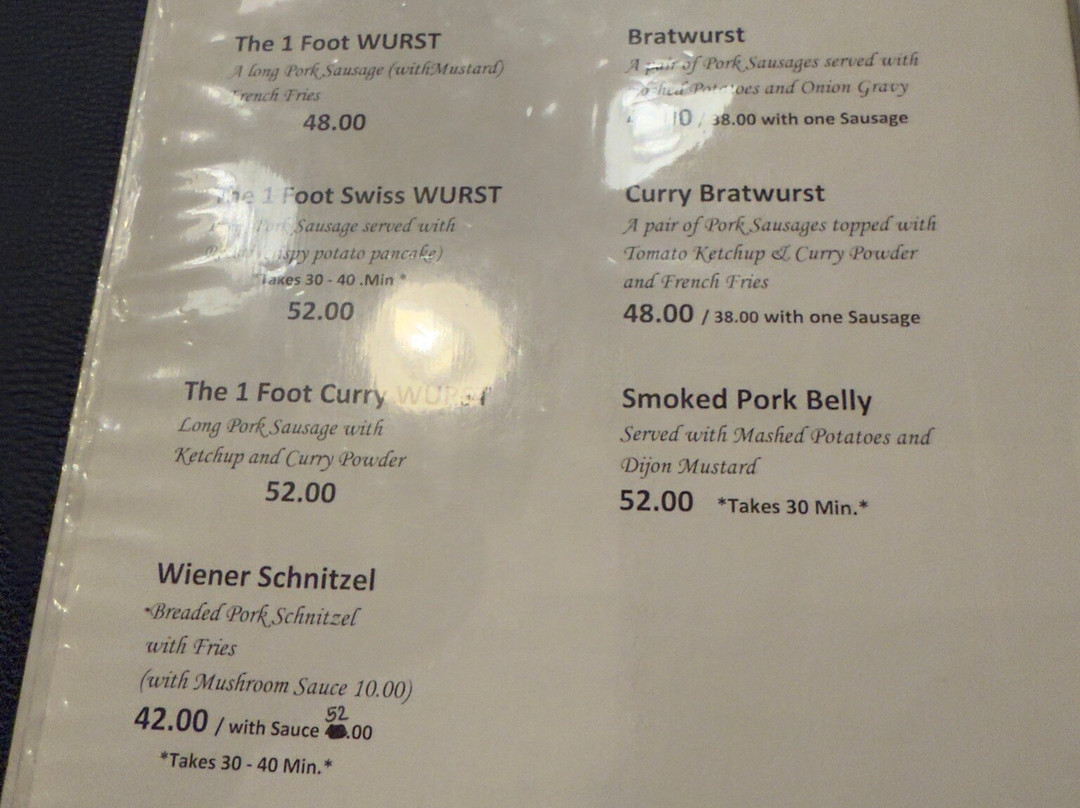 The 1 Foot WURST
A long Pork Sausage (with Mustard)
French Fries
48.00
The 1 Foot Swiss WURST
Pork Sausage served with
potato pancake)
*Takes 30 - 40 .Min *
52.00
The 1 Foot Curry WURST
Long Pork Sausage with
Ketchup and Curry Powder
52.00
Wiener Schnitzel
Breaded Pork Schnitzel
with Fries
(with Mushroom Sauce 10.00)
42.00 / with Sauce 52.00
*Takes 30 - 40 Min.*
Bratwurst
A pair of Pork Sausages served with
Mashed Potatoes and Onion Gravy
/ 38.00 with one Sausage
Curry Bratwurst
A pair of Pork Sausages topped with
Tomato Ketchup & Curry Powder
and French Fries
48.00 / 38.00 with one Sausage
Smoked Pork Belly
Served with Mashed Potatoes and
Dijon Mustard
52.00 *Takes 30 Min.*